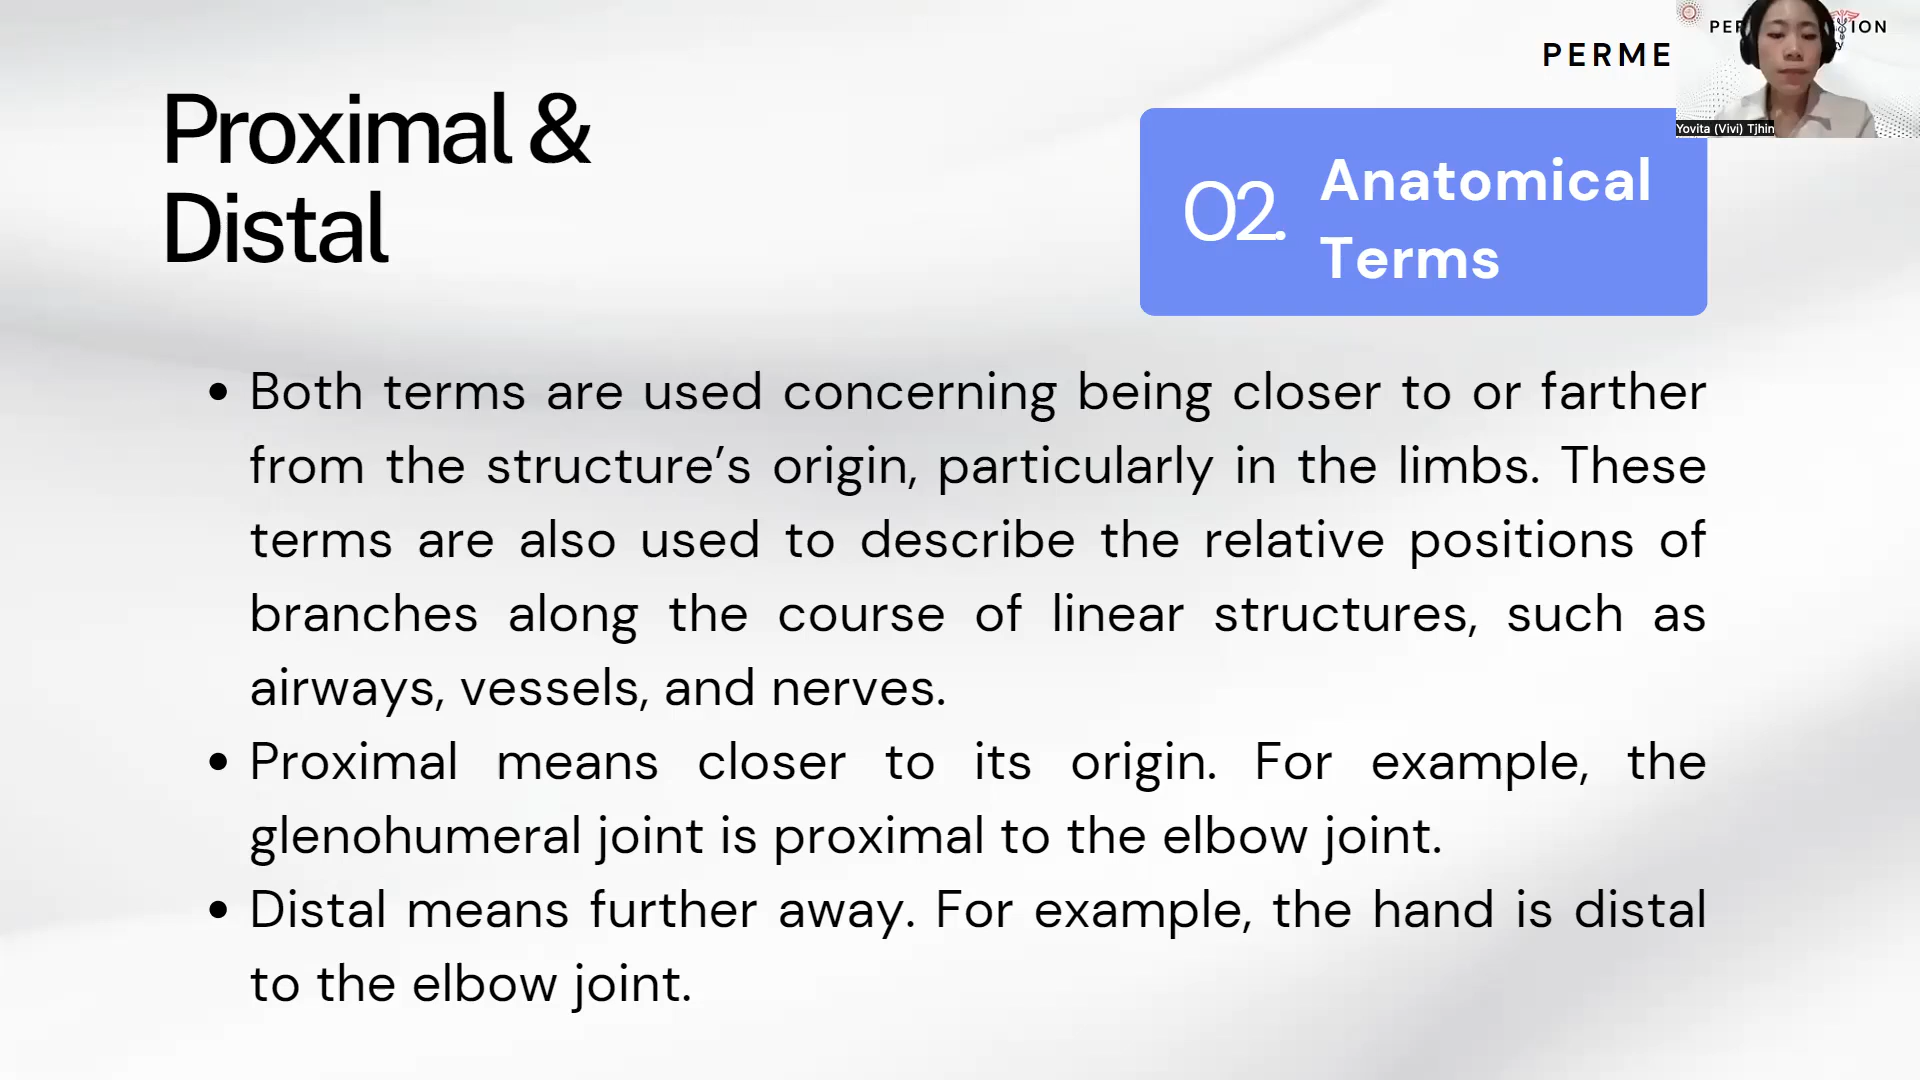 PERME
Proximal &
Distal
02.
Anatomical
Terms
Yovita (Vivi) Tjhin
• Both terms are used concerning being closer to or farther
from the structure’s origin, particularly in the limbs. These
terms are also used to describe the relative positions of
branches along the course of linear structures, such as
airways, vessels, and nerves.
• Proximal means closer to its origin. For example, the
glenohumeral joint is proximal to the elbow joint.
• Distal means further away. For example, the hand is distal
to the elbow joint.